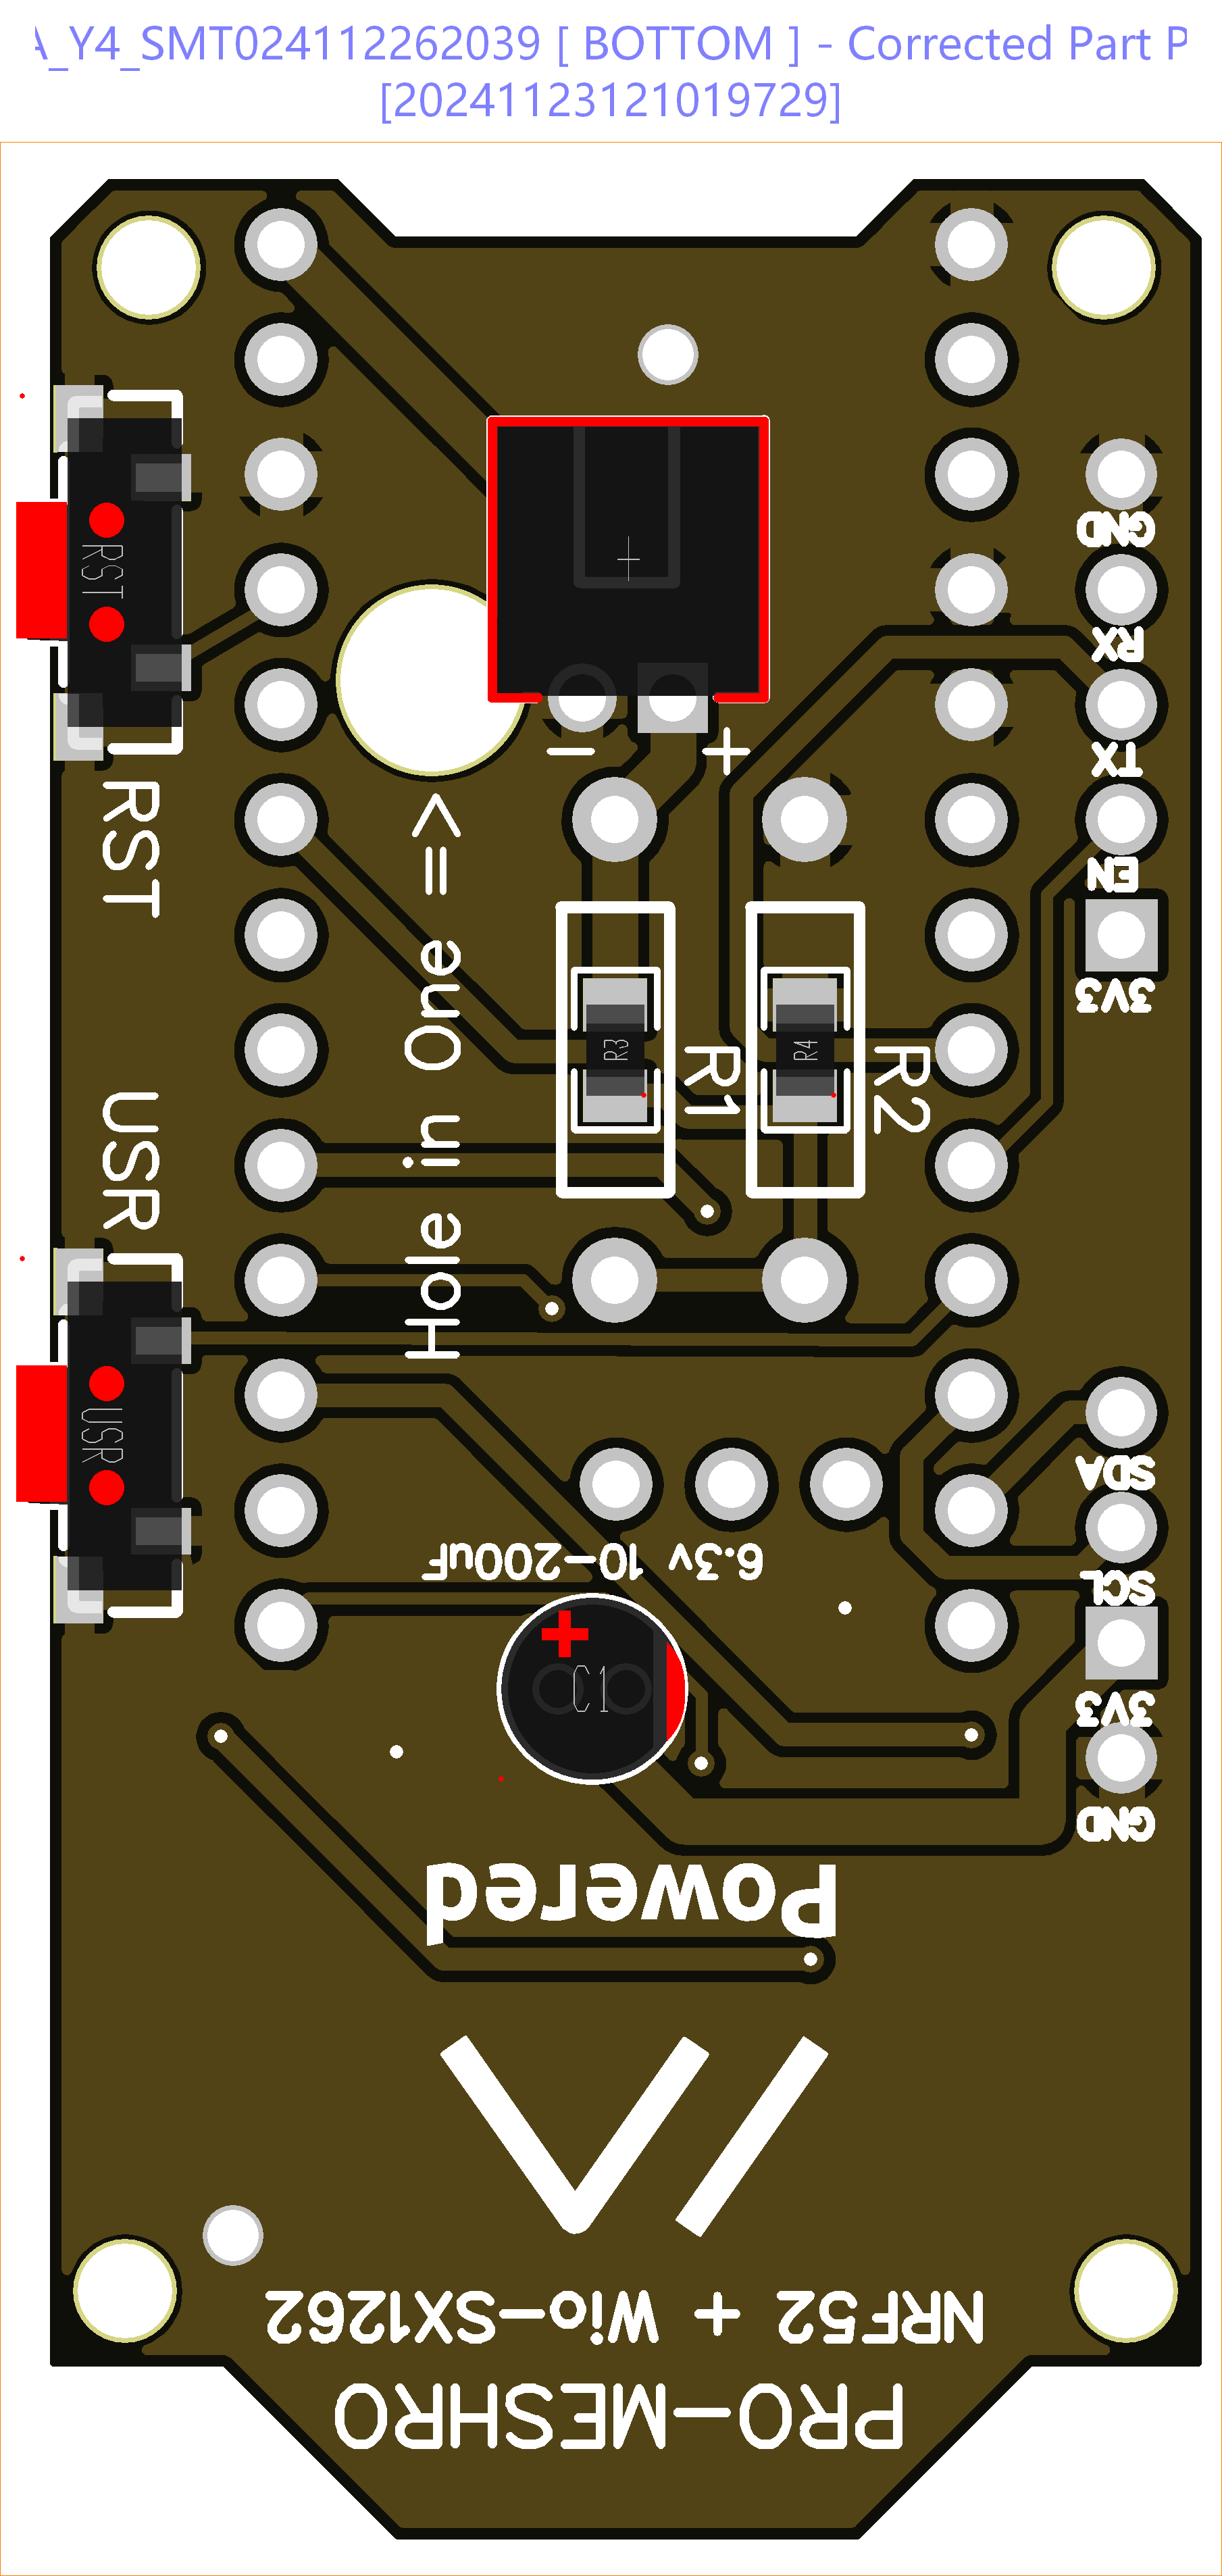 A_Y4_SMT024112262039 [ BOTTOM ] - Corrected Part P
[20241123121019729]
GND
RST
RX
TX
− +
RST
EN
3V3
Hole in One =>
R3
R1
R4
R2
USR
USR
SDA
6.3v 10-200uF
SCL
+
C1
3V3
GND
Powered
NRF52 + Wio-SX1262
PRO-MESHRO